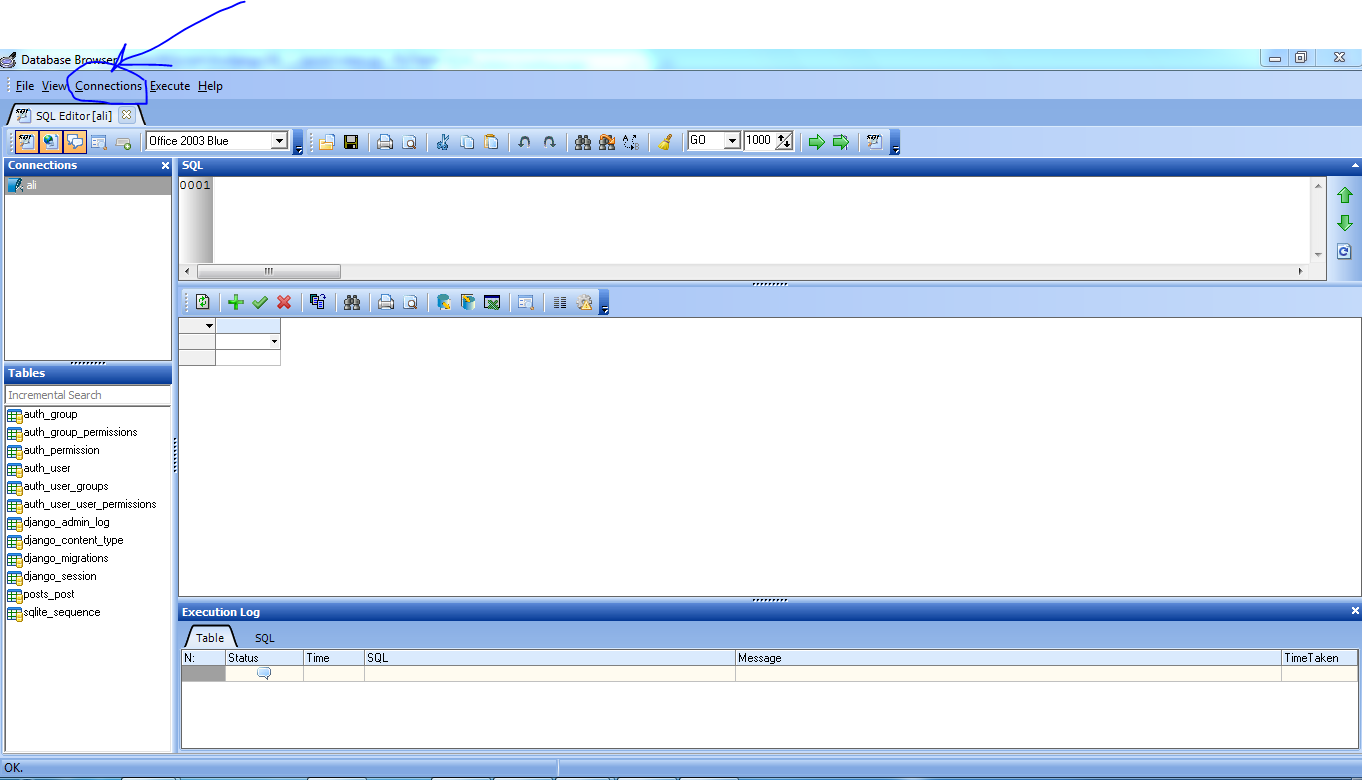 Database Browser
File View Connections Execute Help
SQL Editor [ali]
Office 2003 Blue
GO
1000
Connections
ali
SQL
0001
Tables
Incremental Search
auth_group
auth_group_permissions
auth_permission
auth_user
auth_user_groups
auth_user_user_permissions
django_admin_log
django_content_type
django_migrations
django_session
posts_post
sqlite_sequence
Execution Log
Table SQL
N: Status Time SQL Message TimeTaken
OK.